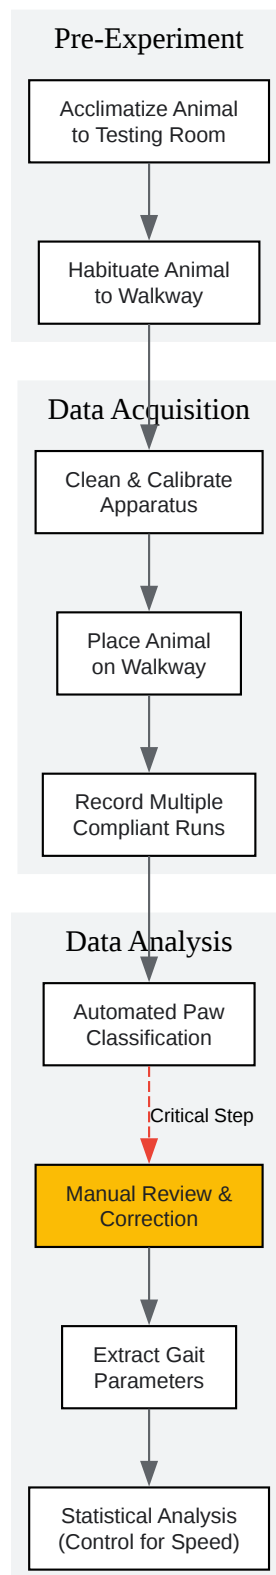 Pre-Experiment
Acclimatize Animal
to Testing Room
Habituate Animal
to Walkway
Data Acquisition
Clean & Calibrate
Apparatus
Place Animal
on Walkway
Record Multiple
Compliant Runs
Data Analysis
Automated Paw
Classification
Critical Step
Manual Review &
Correction
Extract Gait
Parameters
Statistical Analysis
(Control for Speed)